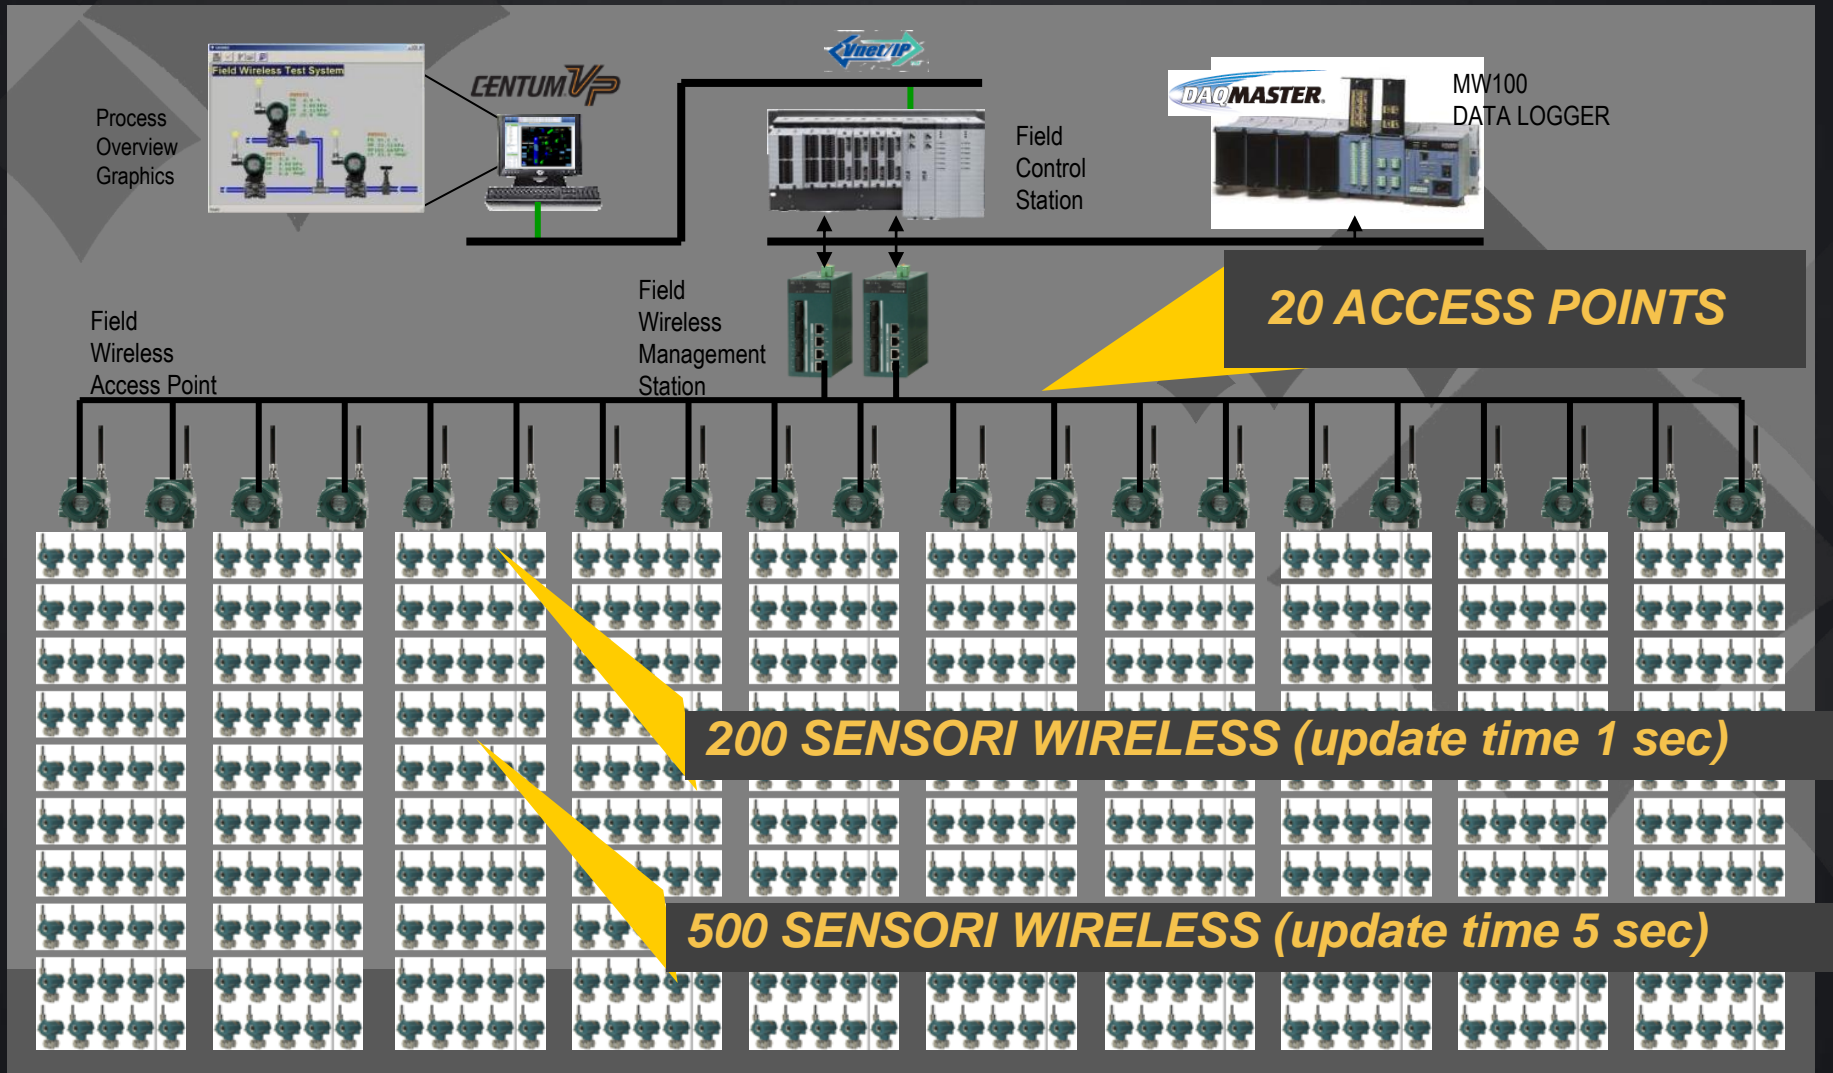 Field Wireless Test System
Process
Overview
Graphics
CENTUM VP
Vnet/IP
Field
Control
Station
DAQMASTER.
MW100
DATA LOGGER
Field
Wireless
Management
Station
Field
Wireless
Access Point
20 ACCESS POINTS
200 SENSORI WIRELESS (update time 1 sec)
500 SENSORI WIRELESS (update time 5 sec)